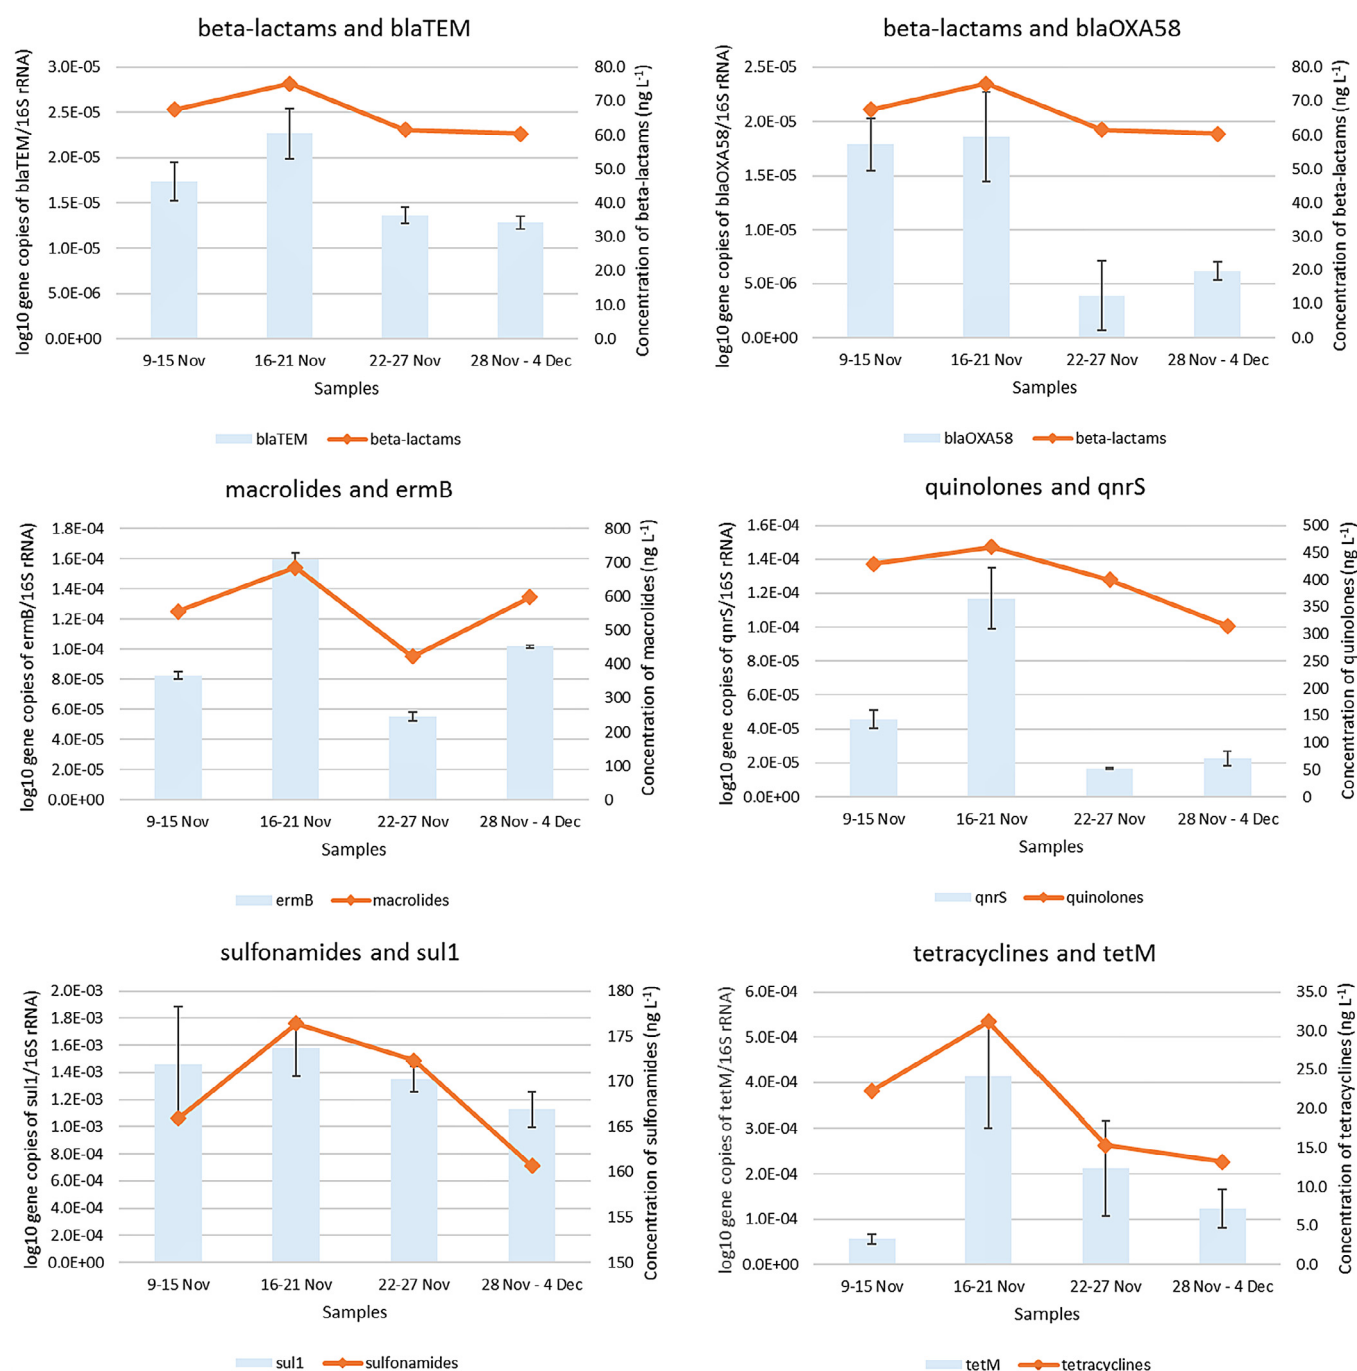 beta-lactams and blaTEM
log10 gene copies of blaTEM/16S rRNA)
3.0E-05
2.5E-05
2.0E-05
1.5E-05
1.0E-05
5.0E-06
0.0E+00
80.0
70.0
60.0
50.0
40.0
30.0
20.0
10.0
0.0
Concentration of beta-lactams (ng L-1)
9-15 Nov 16-21 Nov 22-27 Nov 28 Nov - 4 Dec
Samples
blaTEM beta-lactams
beta-lactams and blaOXA58
log10 gene copies of blaOXA58/16S rRNA)
2.5E-05
2.0E-05
1.5E-05
1.0E-05
5.0E-06
0.0E+00
80.0
70.0
60.0
50.0
40.0
30.0
20.0
10.0
0.0
Concentration of beta-lactams (ng L-1)
9-15 Nov 16-21 Nov 22-27 Nov 28 Nov - 4 Dec
Samples
blaOXA58 beta-lactams
macrolides and ermB
log10 gene copies of ermB/16S rRNA)
1.8E-04
1.6E-04
1.4E-04
1.2E-04
1.0E-04
8.0E-05
6.0E-05
4.0E-05
2.0E-05
0.0E+00
800
700
600
500
400
300
200
100
0
Concentration of macrolides (ng L-1)
9-15 Nov 16-21 Nov 22-27 Nov 28 Nov - 4 Dec
Samples
ermB macrolides
quinolones and qnrS
log10 gene copies of qnrS/16S rRNA)
1.6E-04
1.4E-04
1.2E-04
1.0E-04
8.0E-05
6.0E-05
4.0E-05
2.0E-05
0.0E+00
500
450
400
350
300
250
200
150
100
50
0
Concentration of quinolones (ng L-1)
9-15 Nov 16-21 Nov 22-27 Nov 28 Nov - 4 Dec
Samples
qnrS quinolones
sulfonamides and sul1
log10 gene copies of sul1/16S rRNA)
2.0E-03
1.8E-03
1.6E-03
1.4E-03
1.2E-03
1.0E-03
8.0E-04
6.0E-04
4.0E-04
2.0E-04
0.0E+00
180
175
170
165
160
155
150
Concentration of sulfonamides (ng L-1)
9-15 Nov 16-21 Nov 22-27 Nov 28 Nov - 4 Dec
Samples
sul1 sulfonamides
tetracyclines and tetM
log10 gene copies of tetM/16S rRNA)
6.0E-04
5.0E-04
4.0E-04
3.0E-04
2.0E-04
1.0E-04
0.0E+00
35.0
30.0
25.0
20.0
15.0
10.0
5.0
0.0
Concentration of tetracyclines (ng L-1)
9-15 Nov 16-21 Nov 22-27 Nov 28 Nov - 4 Dec
Samples
tetM tetracyclines